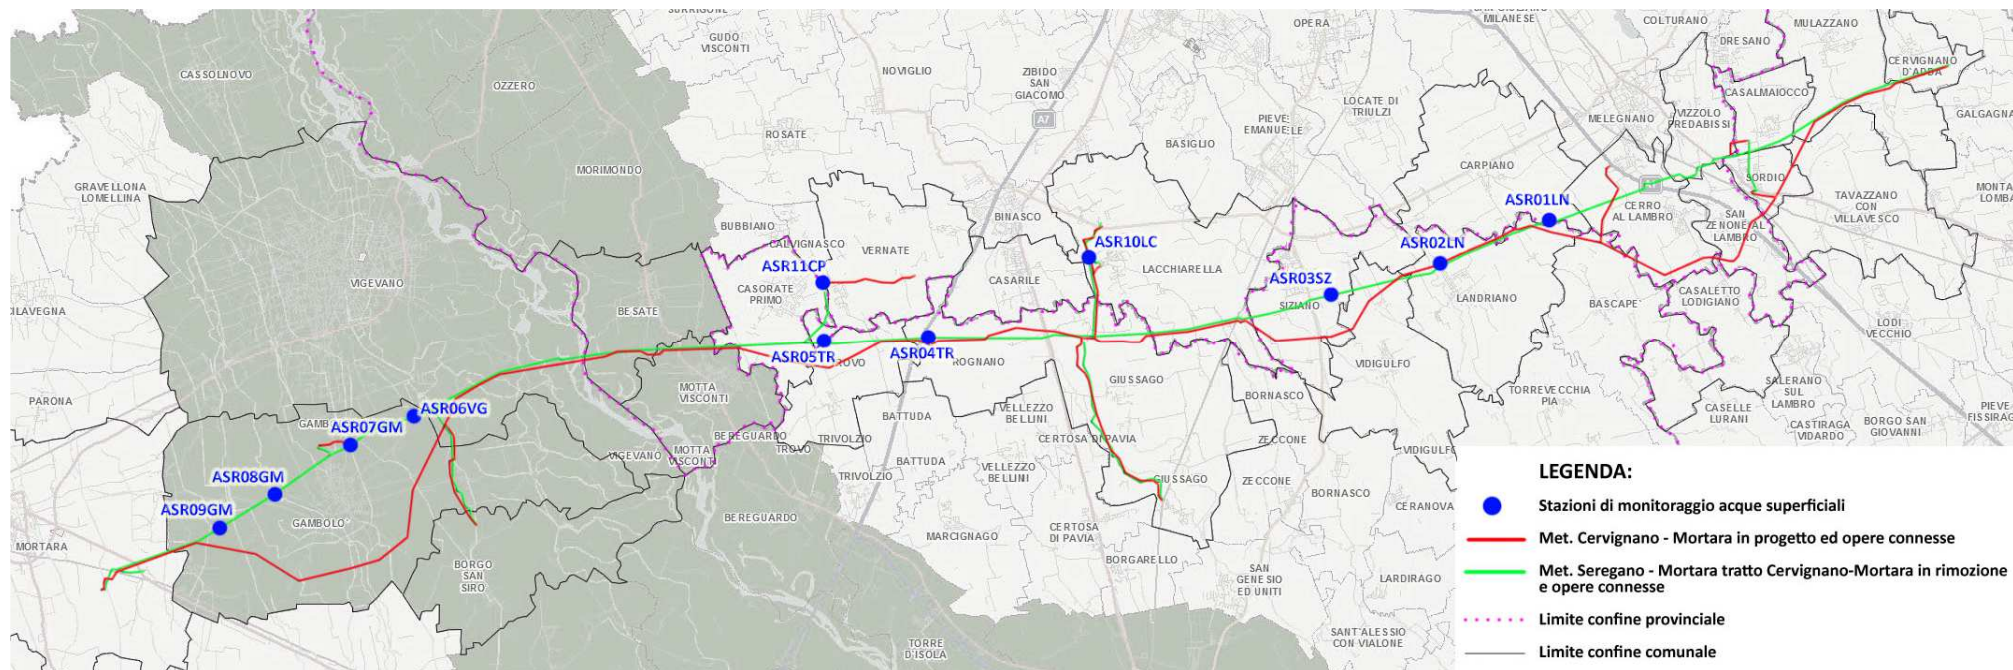 GUDO
VISCONTI
OPERA
MILANESE
COLTURANO
MULAZZANO
DRESANO
CERVIGNANO
D'ADDA
CASSOLNOVO
OZZERO
NOVIGLIO
ZIBIDO
SAN
GIACOMO
A7
LOCATE DI
TRIULZI
CASALMAIOCCO
MELEGNANO
VIZZOLO
PREDABISSI
GALGAGNA
ROSATE
PIEVE
EMANUELE
BASIGLIO
CARPIANO
MORIMONDO
GRAVELLONA
LOMELLINA
SORDIO
TAVAZZANO
CON
VILLAVESCO
BUBBIANO
BINASCO
ASR01LN
CERRO
AL LAMBRO
SAN
ZENONE AL
LAMBRO
CALVIGNASCO
VERNATE
ASR10LC
ASR02LN
ASR11CP
CASARILE
LACCHIARELLA
ASR03SZ
VIGEVANO
CASORATE
PRIMO
LANDRIANO
BASCAPE'
CASALETTO
LODIGIANO
BESATE
SIZIANO
LODI
VECCHIO
ASR05TR
ASR04TR
ROGNANO
VIDIGULFO
MOTTA
VISCONTI
GIUSSAGO
TORREVECCHIA
PIA
SALERANO
SUL
LAMBRO
PARONA
BORNASCO
CASELLE
LURANI
ASR06VG
BATTUDA
VELLEZZO
BELLINI
ASR07GM
BEREGUARDO
TROVO
TRIVOLZIO
CERTOSA DI PAVIA
ZECCONE
CASTIRAGA
VIDARDO
BORGO SAN
GIOVANNI
PIEVE
FISSIRAGA
VIGEVANO
MOTTA
VISCONTI
BATTUDA
VIDIGULFO
ASR08GM
TRIVOLZIO
VELLEZZO
BELLINI
GIUSSAGO
ZECCONE
BORNASCO
CERANOVA
ASR09GM
GAMBOLO'
BEREGUARDO
MARCIGNAGO
CERTOSA
DI PAVIA
MORTARA
BORGARELLO
BORGO
SAN
SIRO
SAN
GENESIO
ED UNITI
LARDIRAGO
TORRE
D'ISOLA
SANT'ALESSIO
CON VIALONE
LEGENDA:
Stazioni di monitoraggio acque superficiali
Met. Cervignano - Mortara in progetto ed opere connesse
Met. Seregano - Mortara tratto Cervignano-Mortara in rimozione
e opere connesse
Limite confine provinciale
Limite confine comunale